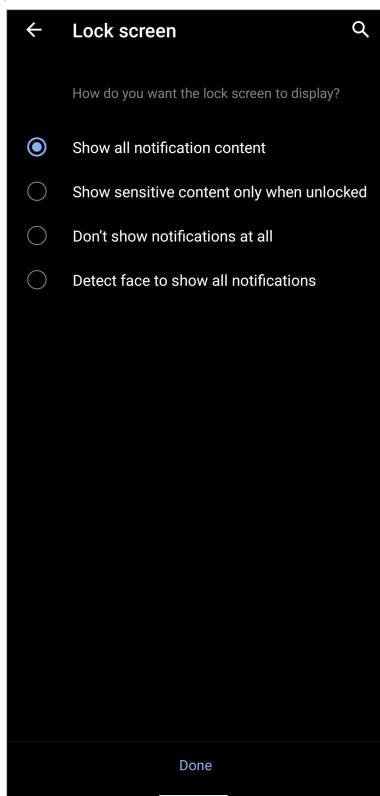 Lock screen
How do you want the lock screen to display?
Show all notification content
Show sensitive content only when unlocked
Don’t show notifications at all
Detect face to show all notifications
Done